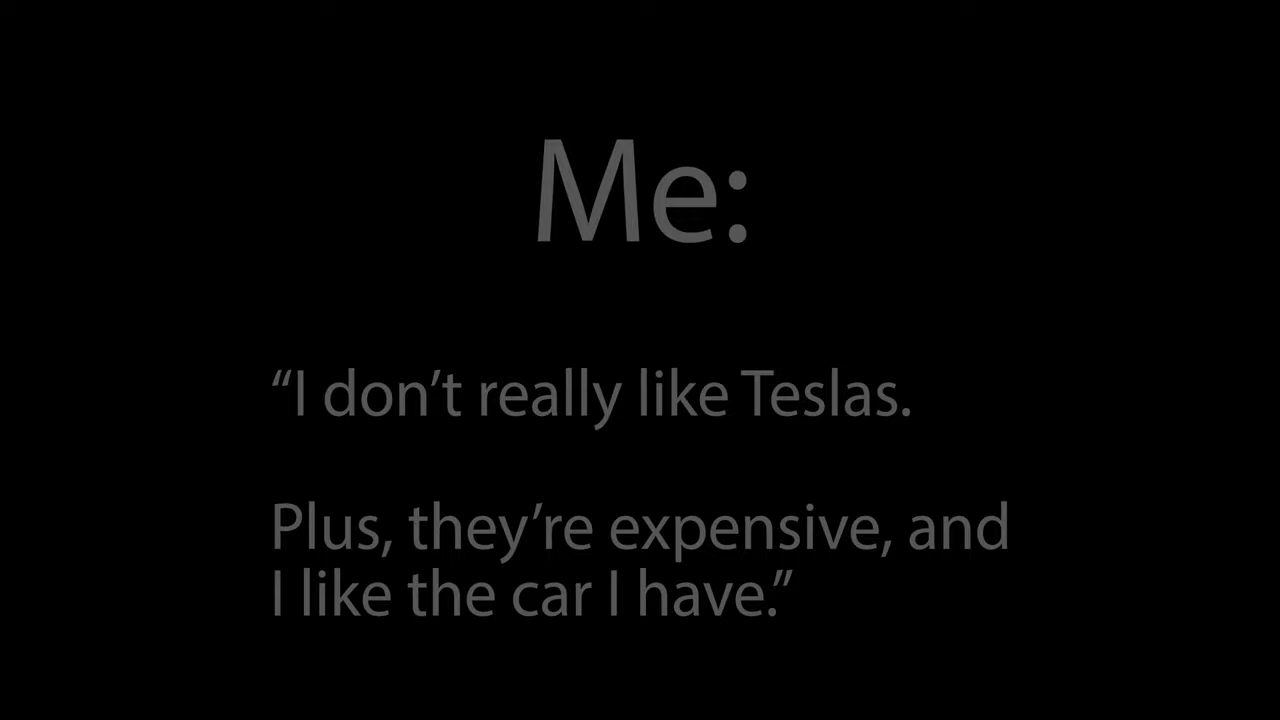 Me:
“I don’t really like Teslas.
Plus, they’re expensive, and
I like the car I have.”